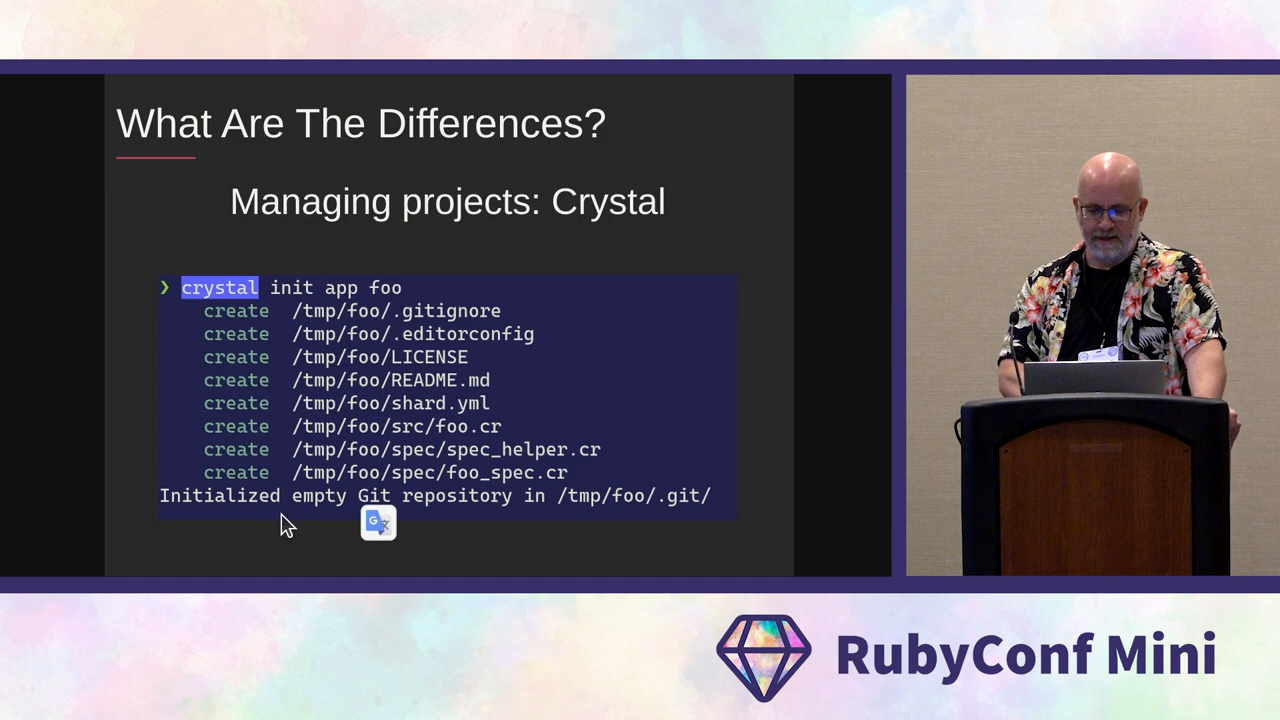 What Are The Differences?
Managing projects: Crystal
❯ crystal init app foo
create /tmp/foo/.gitignore
create /tmp/foo/.editorconfig
create /tmp/foo/LICENSE
create /tmp/foo/README.md
create /tmp/foo/shard.yml
create /tmp/foo/src/foo.cr
create /tmp/foo/spec/spec_helper.cr
create /tmp/foo/spec/foo_spec.cr
Initialized empty Git repository in /tmp/foo/.git/
G 文
RubyConf Mini